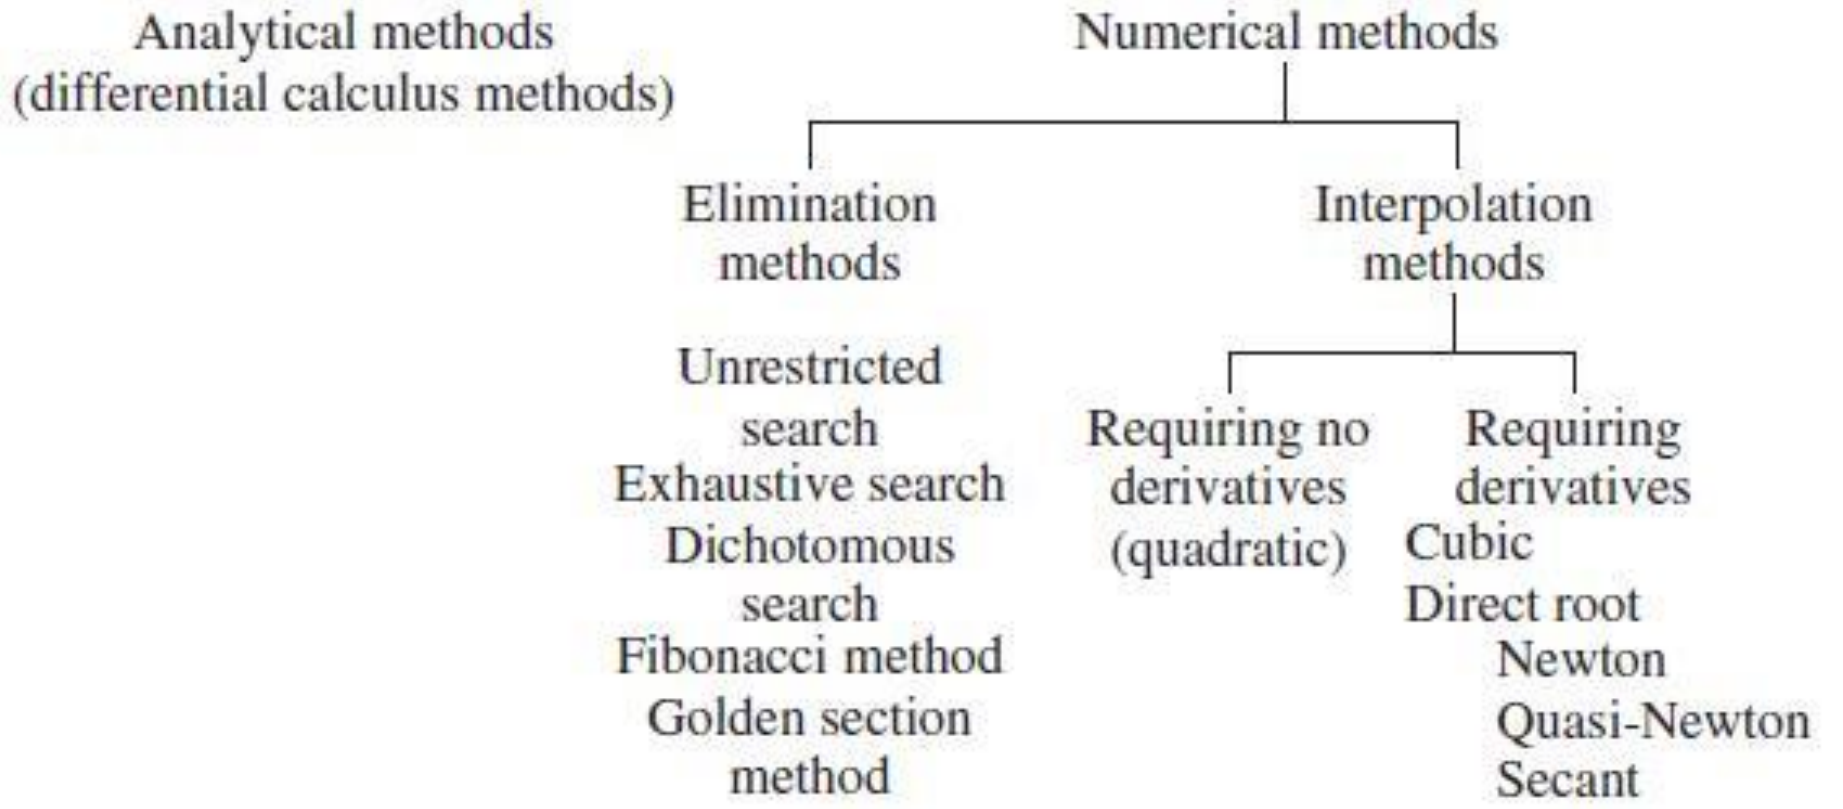 Analytical methods
(differential calculus methods)
Numerical methods
Elimination
methods
Unrestricted
search
Exhaustive search
Dichotomous
search
Fibonacci method
Golden section
method
Interpolation
methods
Requiring no
derivatives
(quadratic)
Requiring
derivatives
Cubic
Direct root
Newton
Quasi-Newton
Secant